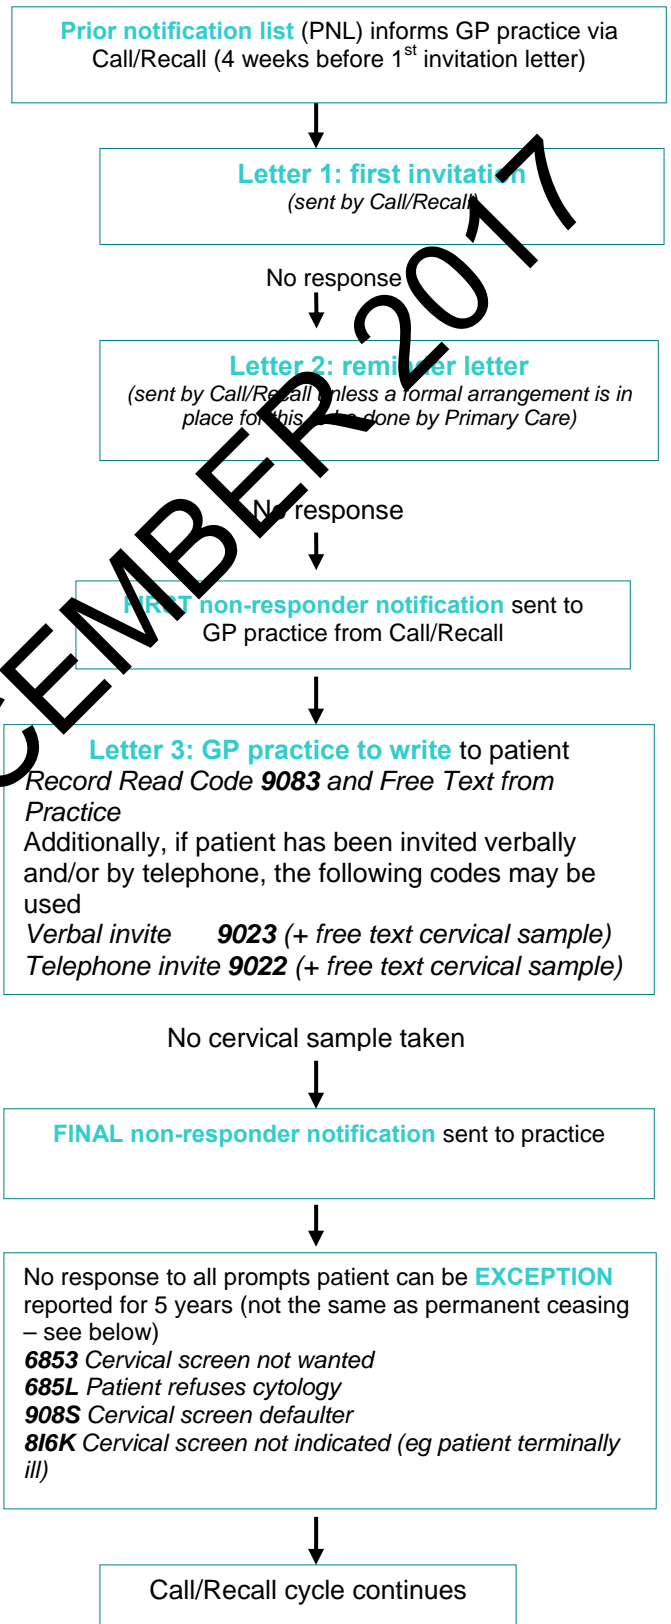 Prior notification list (PNL) informs GP practice via
Call/Recall (4 weeks before 1st invitation letter)
Letter 1: first invitation
(sent by Call/Recall)
No response
Letter 2: reminder letter
(sent by Call/Recall unless a formal arrangement is in
place for this to be done by Primary Care)
No response
FIRST non-responder notification sent to
GP practice from Call/Recall
Letter 3: GP practice to write to patient
Record Read Code 9083 and Free Text from
Practice
Additionally, if patient has been invited verbally
and/or by telephone, the following codes may be
used
Verbal invite 9023 (+ free text cervical sample)
Telephone invite 9022 (+ free text cervical sample)
No cervical sample taken
FINAL non-responder notification sent to practice
No response to all prompts patient can be EXCEPTION
reported for 5 years (not the same as permanent ceasing
– see below)
6853 Cervical screen not wanted
685L Patient refuses cytology
908S Cervical screen defaulter
8I6K Cervical screen not indicated (eg patient terminally
ill)
Call/Recall cycle continues
CEMBER 2017